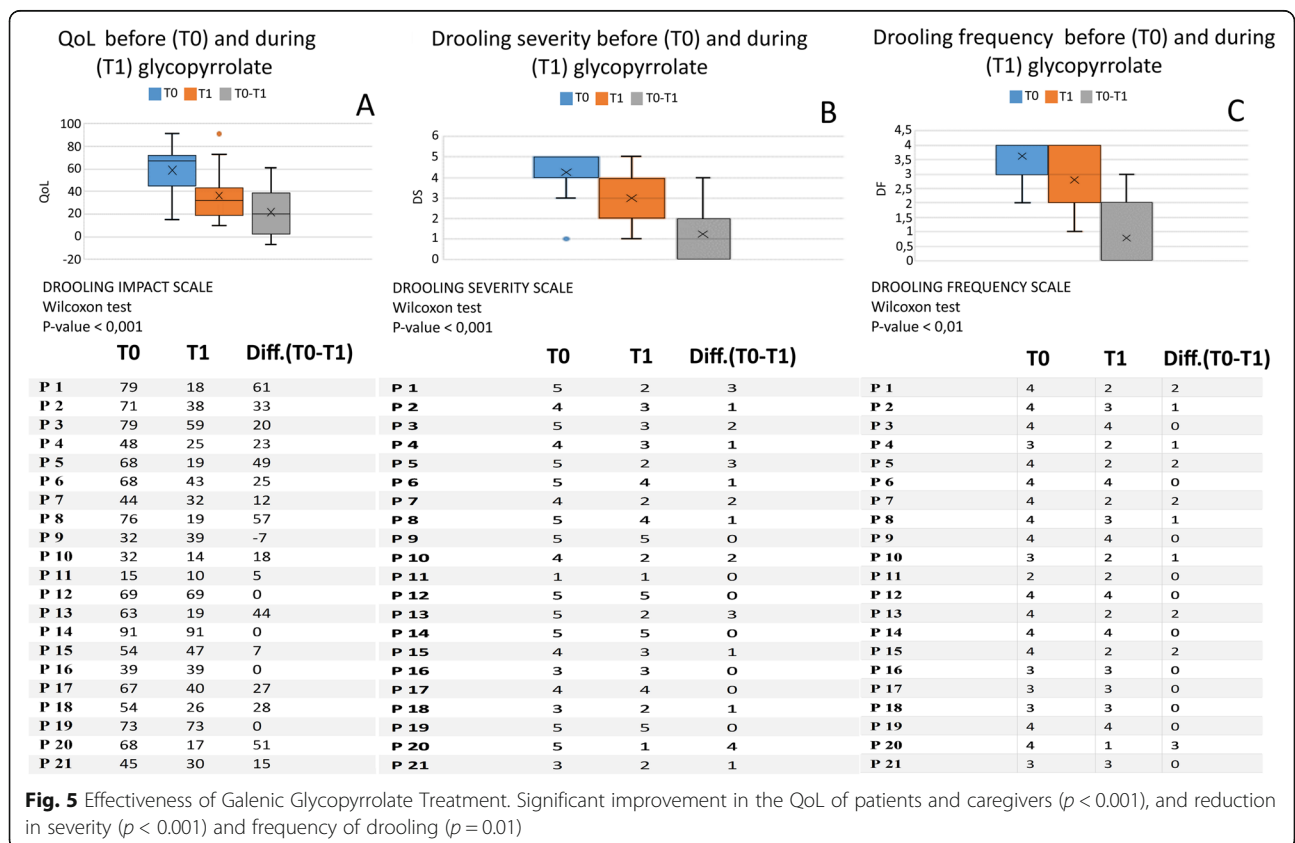 QoL before (T0) and during
(T1) glycopyrrolate
T0 T1 T0-T1
A
100
80
60
40
20
0
-20
QoL
DROOLING IMPACT SCALE
Wilcoxon test
P-value < 0,001
T0 T1 Diff.(T0-T1)
P 1 79 18 61
P 2 71 38 33
P 3 79 59 20
P 4 48 25 23
P 5 68 19 49
P 6 68 43 25
P 7 44 32 12
P 8 76 19 57
P 9 32 39 -7
P 10 32 14 18
P 11 15 10 5
P 12 69 69 0
P 13 63 19 44
P 14 91 91 0
P 15 54 47 7
P 16 39 39 0
P 17 67 40 27
P 18 54 26 28
P 19 73 73 0
P 20 68 17 51
P 21 45 30 15
Drooling severity before (T0) and during
(T1) glycopyrrolate
T0 T1 T0-T1
B
6
5
4
3
2
1
0
DS
DROOLING SEVERITY SCALE
Wilcoxon test
P-value < 0,001
T0 T1 Diff.(T0-T1)
P 1 5 2 3
P 2 4 3 1
P 3 5 3 2
P 4 4 3 1
P 5 5 2 3
P 6 5 4 1
P 7 4 2 2
P 8 5 4 1
P 9 5 5 0
P 10 4 2 2
P 11 1 1 0
P 12 5 5 0
P 13 5 2 3
P 14 5 5 0
P 15 4 3 1
P 16 3 3 0
P 17 4 4 0
P 18 3 2 1
P 19 5 5 0
P 20 5 1 4
P 21 3 2 1
Drooling frequency before (T0) and during
(T1) glycopyrrolate
T0 T1 T0-T1
C
4,5
4
3,5
3
2,5
2
1,5
1
0,5
0
DF
DROOLING FREQUENCY SCALE
Wilcoxon test
P-value < 0,01
T0 T1 Diff.(T0-T1)
P 1 4 2 2
P 2 4 3 1
P 3 4 4 0
P 4 3 2 1
P 5 4 2 2
P 6 4 4 0
P 7 4 2 2
P 8 4 3 1
P 9 4 4 0
P 10 3 2 1
P 11 2 2 0
P 12 4 4 0
P 13 4 2 2
P 14 4 4 0
P 15 4 2 2
P 16 3 3 0
P 17 3 3 0
P 18 3 3 0
P 19 4 4 0
P 20 4 1 3
P 21 3 3 0
Fig. 5 Effectiveness of Galenic Glycopyrrolate Treatment. Significant improvement in the QoL of patients and caregivers (p < 0.001), and reduction
in severity (p < 0.001) and frequency of drooling (p = 0.01)